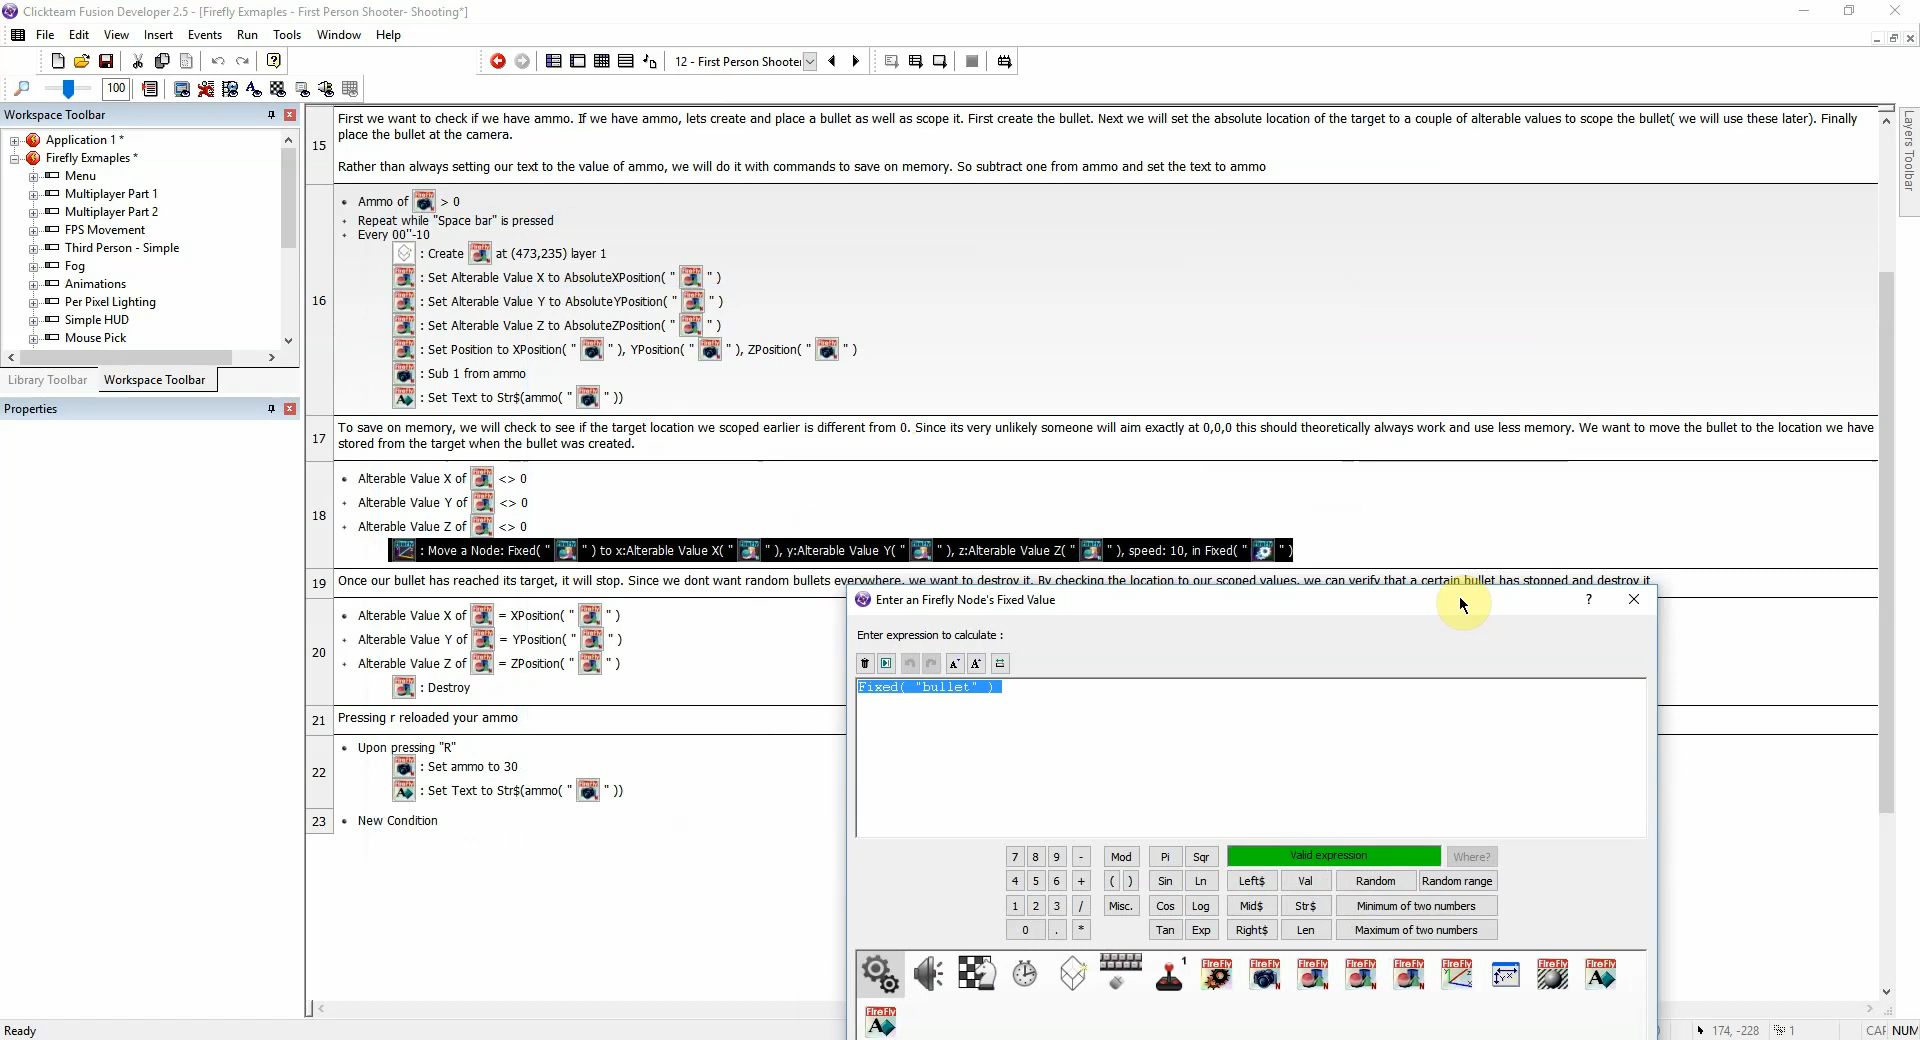 Clickteam Fusion Developer 2.5 - [Firefly Exmaples - First Person Shooter- Shooting*]
File Edit View Insert Events Run Tools Window Help
12 - First Person Shooter
100
Workspace Toolbar
Application 1 *
Firefly Exmaples *
Menu
Multiplayer Part 1
Multiplayer Part 2
FPS Movement
Third Person - Simple
Fog
Animations
Per Pixel Lighting
Simple HUD
Mouse Pick
Library Toolbar Workspace Toolbar
Properties
Layers Toolbar
15 First we want to check if we have ammo. If we have ammo, lets create and place a bullet as well as scope it. First create the bullet. Next we will set the absolute location of the target to a couple of alterable values to scope the bullet( we will use these later). Finally
place the bullet at the camera.
Rather than always setting our text to the value of ammo, we will do it with commands to save on memory. So subtract one from ammo and set the text to ammo
16
Ammo of > 0
Repeat while "Space bar" is pressed
Every 00"-10
: Create at (473,235) layer 1
: Set Alterable Value X to AbsoluteXPosition( " " )
: Set Alterable Value Y to AbsoluteYPosition( " " )
: Set Alterable Value Z to AbsoluteZPosition( " " )
: Set Position to XPosition( " " ), YPosition( " " ), ZPosition( " " )
: Sub 1 from ammo
: Set Text to Str$(ammo( " " ))
17 To save on memory, we will check to see if the target location we scoped earlier is different from 0. Since its very unlikely someone will aim exactly at 0,0,0 this should theoretically always work and use less memory. We want to move the bullet to the location we have
stored from the target when the bullet was created.
18
Alterable Value X of <> 0
Alterable Value Y of <> 0
Alterable Value Z of <> 0
: Move a Node: Fixed( " " ) to x:Alterable Value X( " " ), y:Alterable Value Y( " " ), z:Alterable Value Z( " " ), speed: 10, in Fixed( " " )
19 Once our bullet has reached its target, it will stop. Since we dont want random bullets everywhere, we want to destroy it. By checking the location to our scoped values, we can verify that a certain bullet has stopped and destroy it
20
Alterable Value X of = XPosition( " " )
Alterable Value Y of = YPosition( " " )
Alterable Value Z of = ZPosition( " " )
: Destroy
21 Pressing r reloaded your ammo
22
Upon pressing "R"
: Set ammo to 30
: Set Text to Str$(ammo( " " ))
23 New Condition
Enter an Firefly Node's Fixed Value ?
Enter expression to calculate :
Fixed( "bullet" )
7 8 9 - Mod Pi Sqr Valid expression Where?
4 5 6 + ( ) Sin Ln Left$ Val Random Random range
1 2 3 / Misc. Cos Log Mid$ Str$ Minimum of two numbers
0 . * Tan Exp Right$ Len Maximum of two numbers
Ready
174, -228 1 CAP NUM